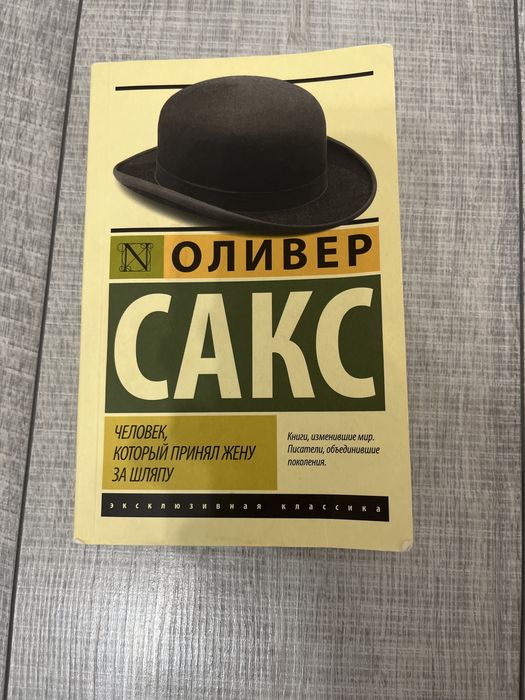 N ОЛИВЕР
САКС
ЧЕЛОВЕК,
КОТОРЫЙ ПРИНЯЛ ЖЕНУ
ЗА ШЛЯПУ
Книги, изменившие мир.
Писатели, объединившие
поколения.
эксклюзивная классика